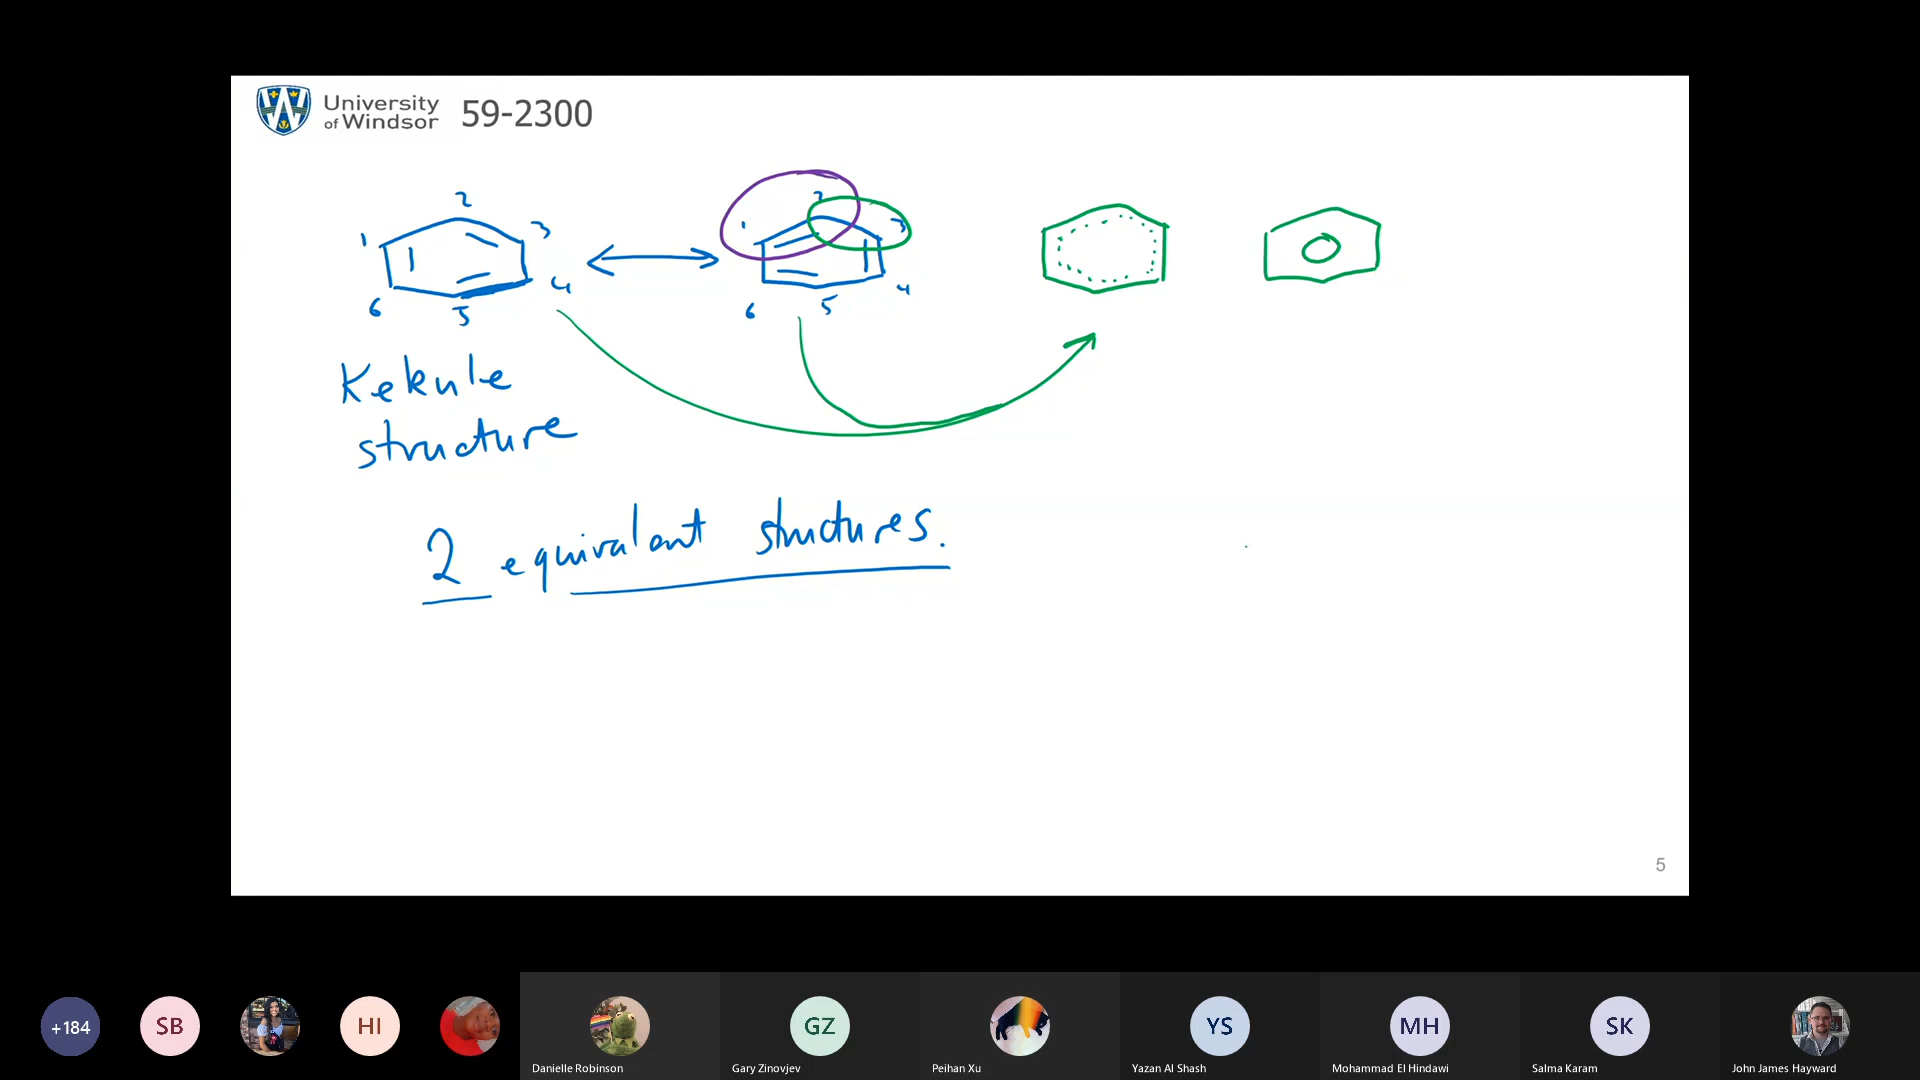 University
of Windsor
59-2300
2
1
3
6
5
4
2
1
3
6
5
4
Kekule
structure
2 equivalent structures.
5
+184
SB
HI
GZ
YS
MH
SK
Danielle Robinson
Gary Zinovjev
Peihan Xu
Yazan Al Shash
Mohammad El Hindawi
Salma Karam
John James Hayward